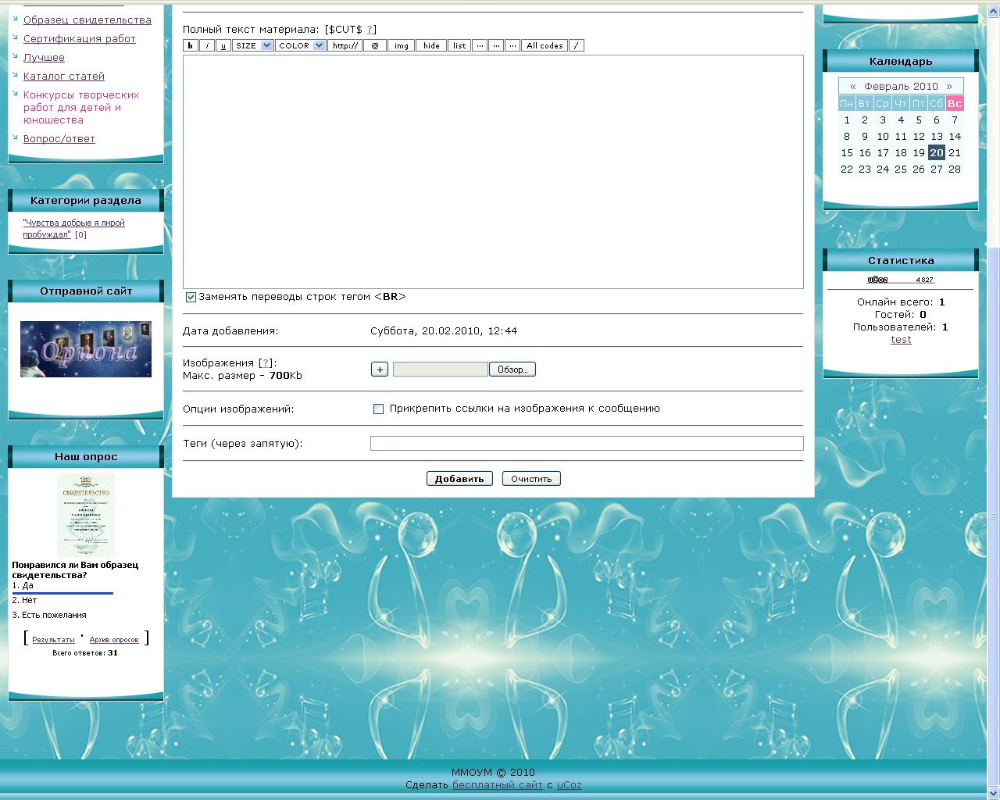 Образец свидетельства
Сертификация работ
Лучшее
Каталог статей
Конкурсы творческих
работ для детей и
юношества
Вопрос/ответ
Категории раздела
"Чувства добрые я лирой
пробуждал" [0]
Отправной сайт
Ориона
Наш опрос
СВИДЕТЕЛЬСТВО
Понравился ли Вам образец
свидетельства?
1. Да
2. Нет
3. Есть пожелания
[ Результаты · Архив опросов ]
Всего ответов: 31
Полный текст материала: [$CUT$ ?]
b i u SIZE COLOR http:// @ img hide list ... ... ... All codes /
Заменять переводы строк тегом <BR>
Дата добавления: Суббота, 20.02.2010, 12:44
Изображения [?]:
Макс. размер - 700Kb
+ Обзор...
Опции изображений: Прикрепить ссылки на изображения к сообщению
Теги (через запятую):
Добавить Очистить
Календарь
« Февраль 2010 »
Пн Вт Ср Чт Пт Сб Вс
1 2 3 4 5 6 7
8 9 10 11 12 13 14
15 16 17 18 19 20 21
22 23 24 25 26 27 28
Статистика
uCoz 4827
Онлайн всего: 1
Гостей: 0
Пользователей: 1
test
ММОУМ © 2010
Сделать бесплатный сайт с uCoz